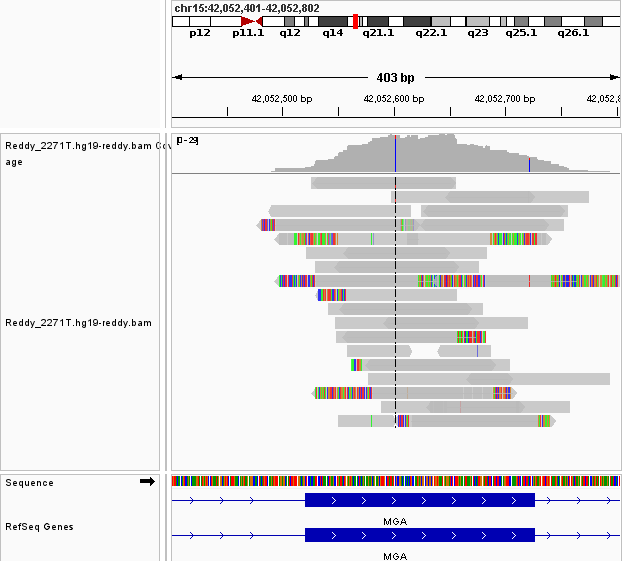 chr15:42,052,401-42,052,802
p12 p11.1 q12 q14 q21.1 q22.1 q23 q25.1 q26.1
403 bp
42,052,500 bp 42,052,600 bp 42,052,700 bp 42,052,8
Reddy_2271T.hg19-reddy.bam Cov
age
[0-29]
Reddy_2271T.hg19-reddy.bam
Sequence
MGA
RefSeq Genes
MGA